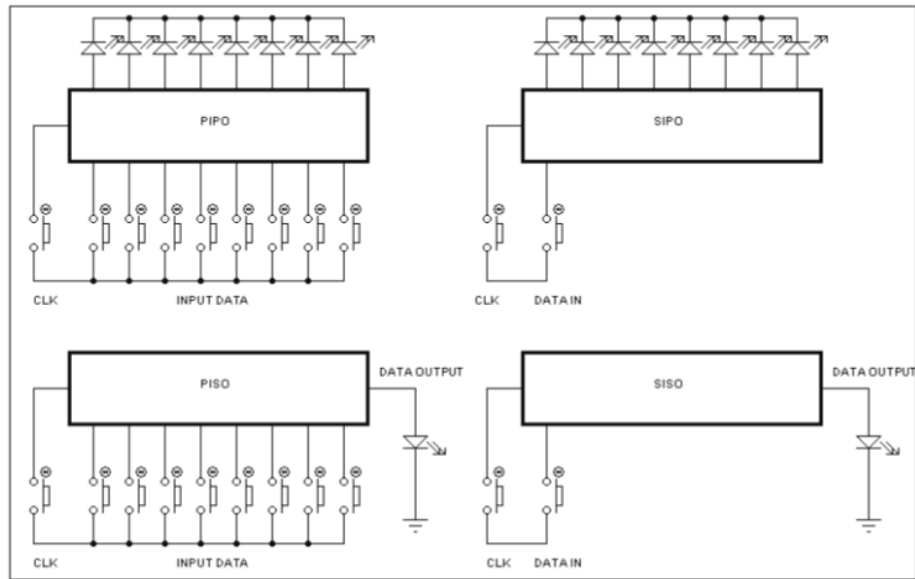 PIPO
SIPO
CLK
INPUT DATA
CLK
DATA IN
PISO
DATA OUTPUT
SISO
DATA OUTPUT
CLK
INPUT DATA
CLK
DATA IN